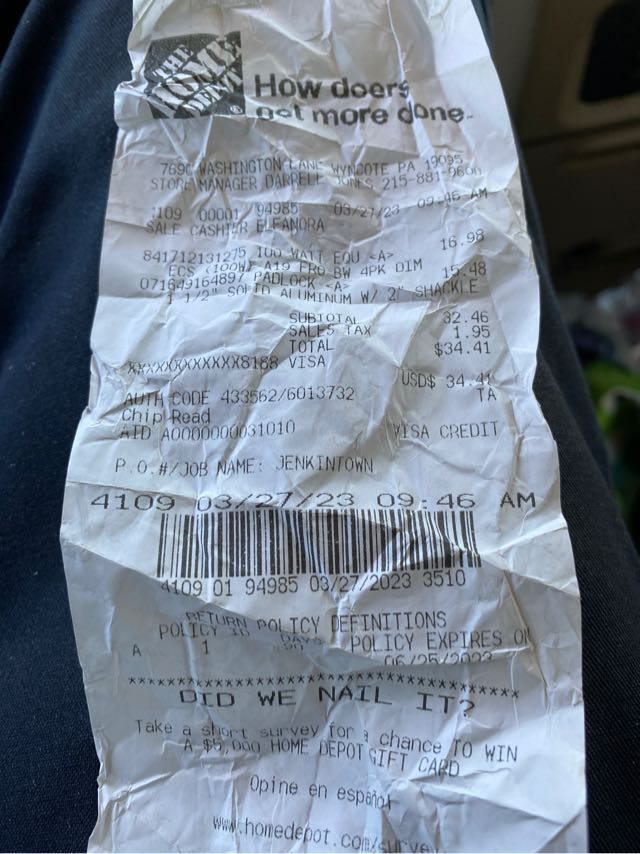 THE
HOME
DEPOT
How doers
get more done.
769C WASHINGTON LANE WYNCOTE PA 19095
STORE MANAGER DARRELL JONES 215-881-9600
4109 00001 94985 03/27/23 09:46 AM
SALE CASHIER ELEANORA
841712131275 100 WATT EQU <A> 16.98
ECS (100W) A19 FRO BW 4PK DIM
071649164897 PADLOCK <A> 15.48
1 1/2" SOLID ALUMINUM W/ 2" SHACKLE
SUBTOTAL 32.46
SALES TAX 1.95
TOTAL $34.41
XXXXXXXXXXXX8188 VISA
USD$ 34.41
AUTH CODE 433562/6013732 TA
Chip Read
AID A0000000031010 VISA CREDIT
P.O.#/JOB NAME: JENKINTOWN
4109 03/27/23 09:46 AM
4109 01 94985 03/27/2023 3510
RETURN POLICY DEFINITIONS
POLICY ID DAYS POLICY EXPIRES ON
A 1 90 06/25/2023
****************************************
DID WE NAIL IT?
Take a short survey for a chance TO WIN
A $5,000 HOME DEPOT GIFT CARD
Opine en español
www.homedepot.com/survey